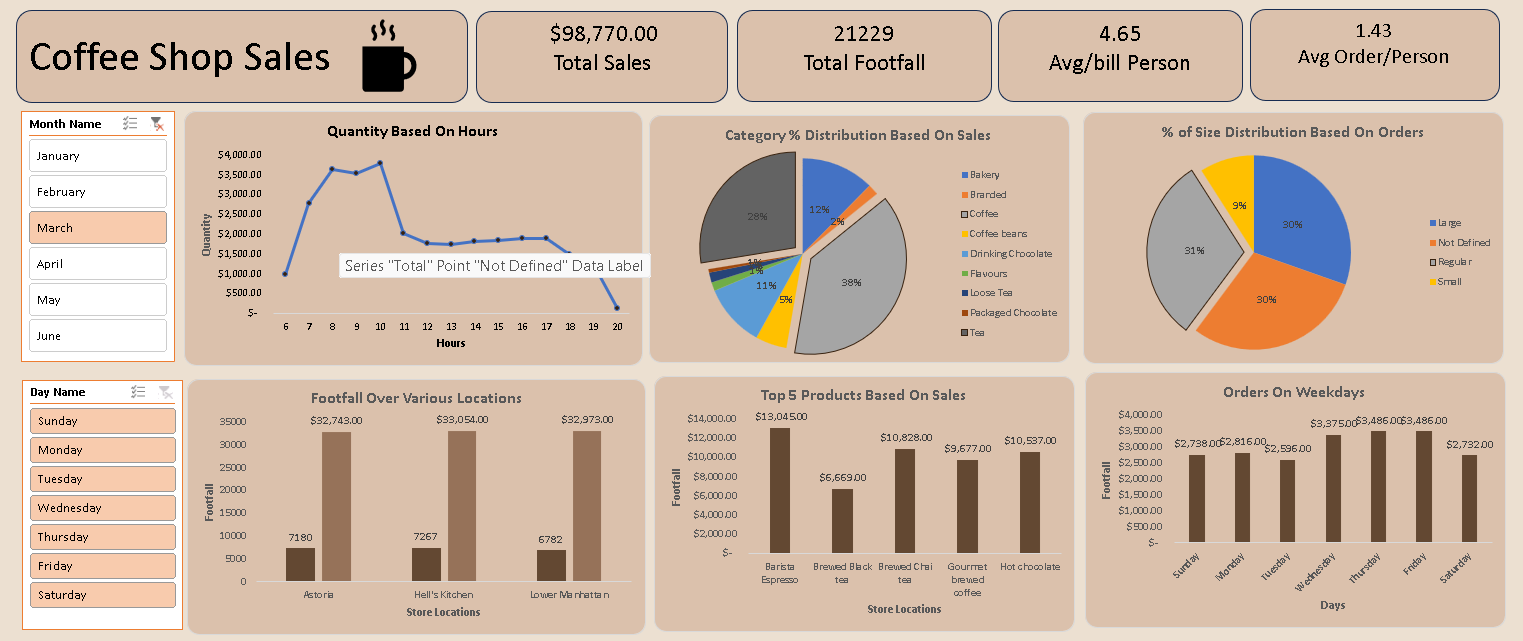 Coffee Shop Sales
$98,770.00
Total Sales
21229
Total Footfall
4.65
Avg/bill Person
1.43
Avg Order/Person
Month Name
January
February
March
April
May
June
Quantity Based On Hours
$4,000.00
$3,500.00
$3,000.00
$2,500.00
$2,000.00
$1,500.00
$1,000.00
$500.00
$-
Quantity
6 7 8 9 10 11 12 13 14 15 16 17 18 19 20
Hours
Series "Total" Point "Not Defined" Data Label
Category % Distribution Based On Sales
12%
2%
38%
5%
11%
1%
1%
28%
Bakery
Branded
Coffee
Coffee beans
Drinking Chocolate
Flavours
Loose Tea
Packaged Chocolate
Tea
% of Size Distribution Based On Orders
30%
30%
31%
9%
Large
Not Defined
Regular
Small
Day Name
Sunday
Monday
Tuesday
Wednesday
Thursday
Friday
Saturday
Footfall Over Various Locations
35000
30000
25000
20000
15000
10000
5000
0
Footfall
7180
$32,743.00
7267
$33,054.00
6782
$32,973.00
Astoria
Hell's Kitchen
Lower Manhattan
Store Locations
Top 5 Products Based On Sales
$14,000.00
$12,000.00
$10,000.00
$8,000.00
$6,000.00
$4,000.00
$2,000.00
$-
Footfall
$13,045.00
$6,669.00
$10,828.00
$9,677.00
$10,537.00
Barista
Espresso
Brewed Black
tea
Brewed Chai
tea
Gourmet
brewed
coffee
Hot chocolate
Store Locations
Orders On Weekdays
$4,000.00
$3,500.00
$3,000.00
$2,500.00
$2,000.00
$1,500.00
$1,000.00
$500.00
$-
Footfall
$2,738.00
$2,816.00
$2,596.00
$3,375.00
$3,486.00
$3,486.00
$2,732.00
Sunday
Monday
Tuesday
Wednesday
Thursday
Friday
Saturday
Days